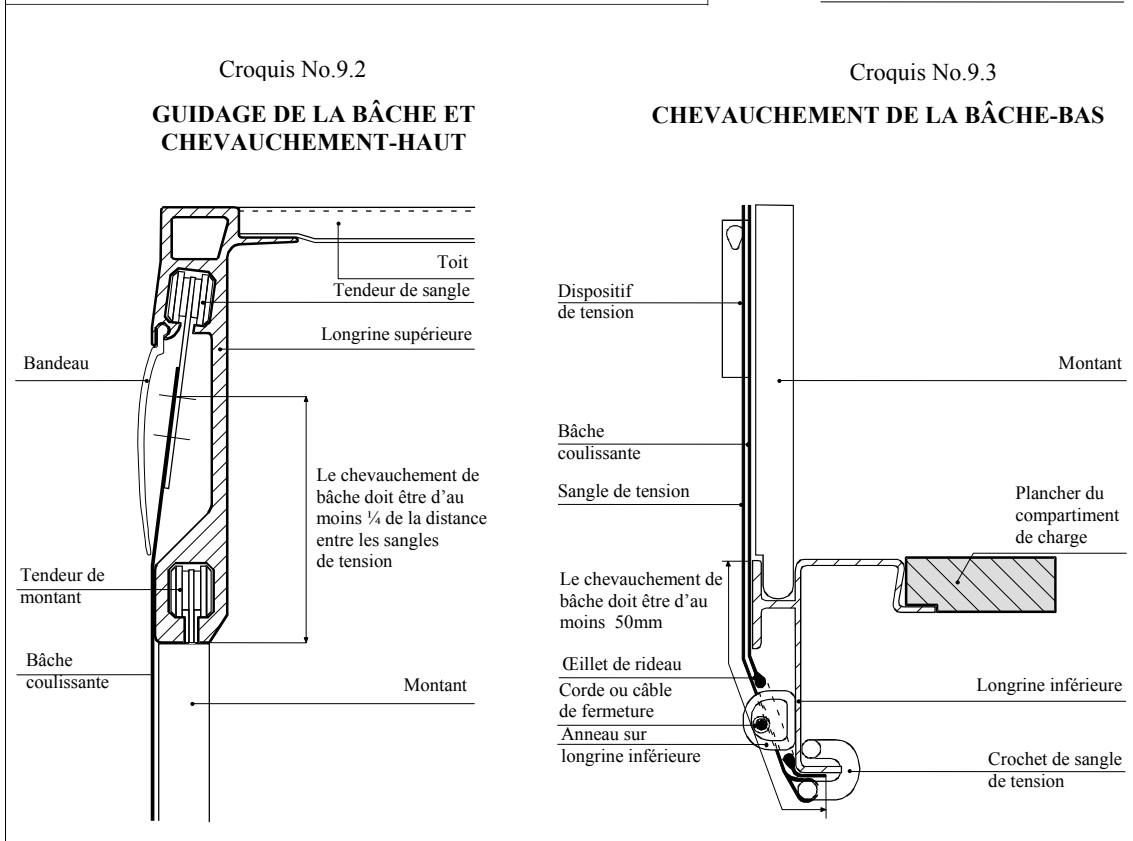 Croquis No.9.2
GUIDAGE DE LA BÂCHE ET
CHEVAUCHEMENT-HAUT
Toit
Tendeur de sangle
Longrine supérieure
Bandeau
Le chevauchement de
bâche doit être d’au
moins ¼ de la distance
entre les sangles
de tension
Tendeur de
montant
Bâche
coulissante
Montant
Croquis No.9.3
CHEVAUCHEMENT DE LA BÂCHE-BAS
Dispositif
de tension
Montant
Bâche
coulissante
Sangle de tension
Plancher du
compartiment
de charge
Le chevauchement de
bâche doit être d’au
moins 50mm
Œillet de rideau
Corde ou câble
de fermeture
Anneau sur
longrine inférieure
Longrine inférieure
Crochet de sangle
de tension